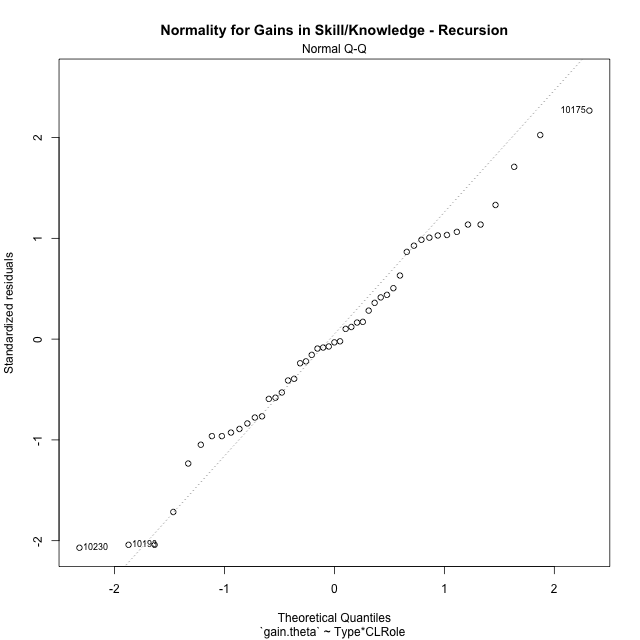 Normality for Gains in Skill/Knowledge - Recursion
Normal Q-Q
Standardized residuals
2
1
0
-1
-2
10175
10230
10193
-2
-1
0
1
2
Theoretical Quantiles
`gain.theta` ~ Type*CLRole